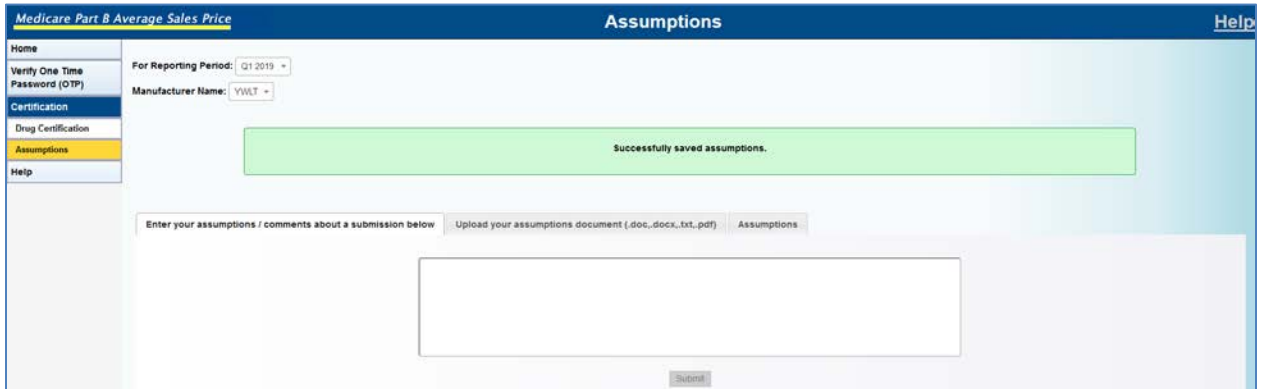 Medicare Part B Average Sales Price
Assumptions
Help
Home
Verify One Time
Password (OTP)
Certification
Drug Certification
Assumptions
Help
For Reporting Period: Q1 2019
Manufacturer Name: YWLT
Successfully saved assumptions.
Enter your assumptions / comments about a submission below
Upload your assumptions document (.doc,.docx,.txt,.pdf)
Assumptions
Submit